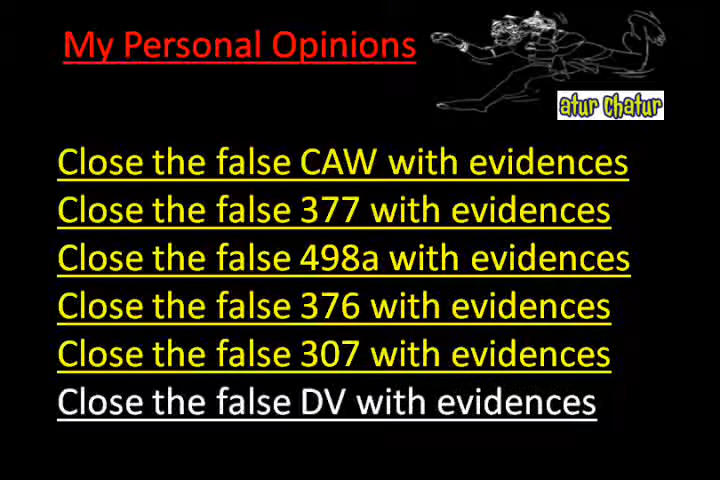 My Personal Opinions
atur chatur
Close the false CAW with evidences
Close the false 377 with evidences
Close the false 498a with evidences
Close the false 376 with evidences
Close the false 307 with evidences
Close the false DV with evidences